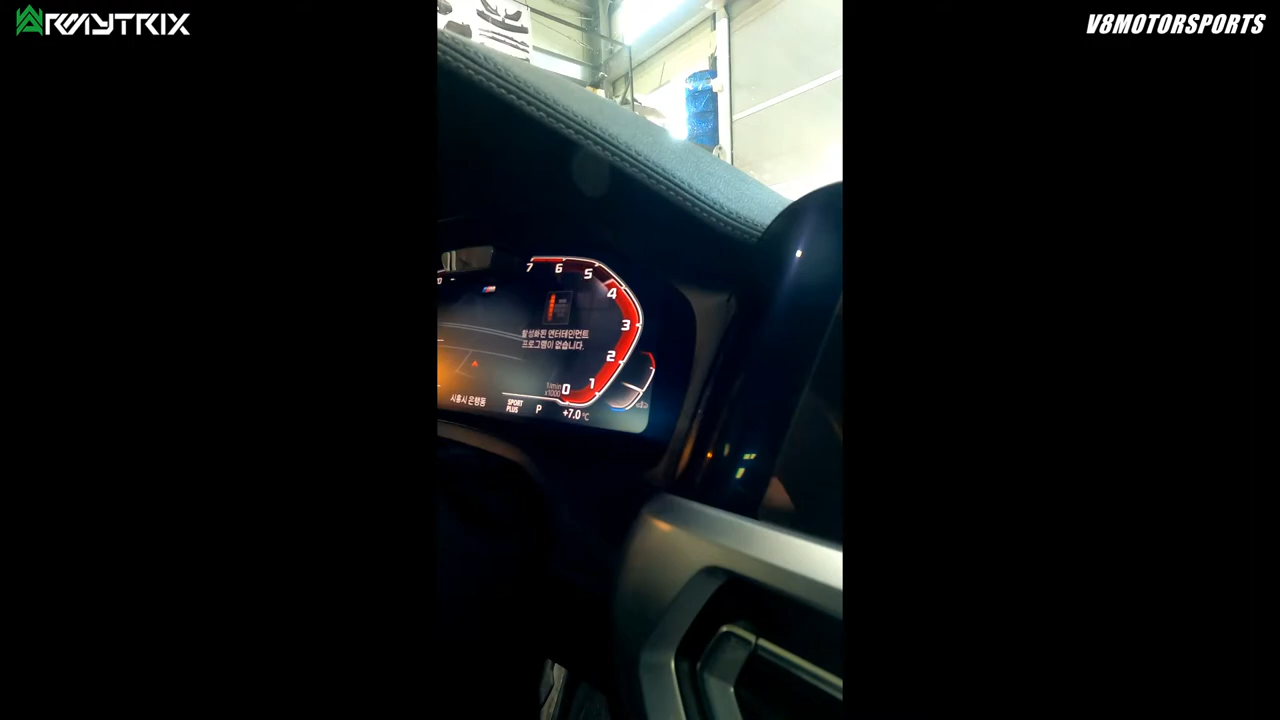 ARMYTRIX
V8MOTORSPORTS
7
6
5
4
3
2
1
0
활성화된 엔터테인먼트
프로그램이 없습니다.
1/min
x1000
시흥시 은행동
SPORT
PLUS
P
+7.0 °C